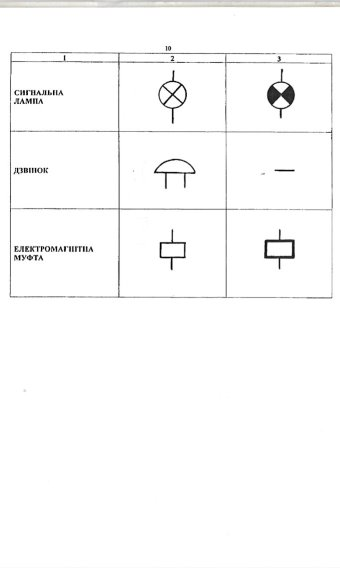 10
1 2 3
СИГНАЛЬНА
ЛАМПА
ДЗВІНОК
—
ЕЛЕКТРОМАГНІТНА
МУФТА